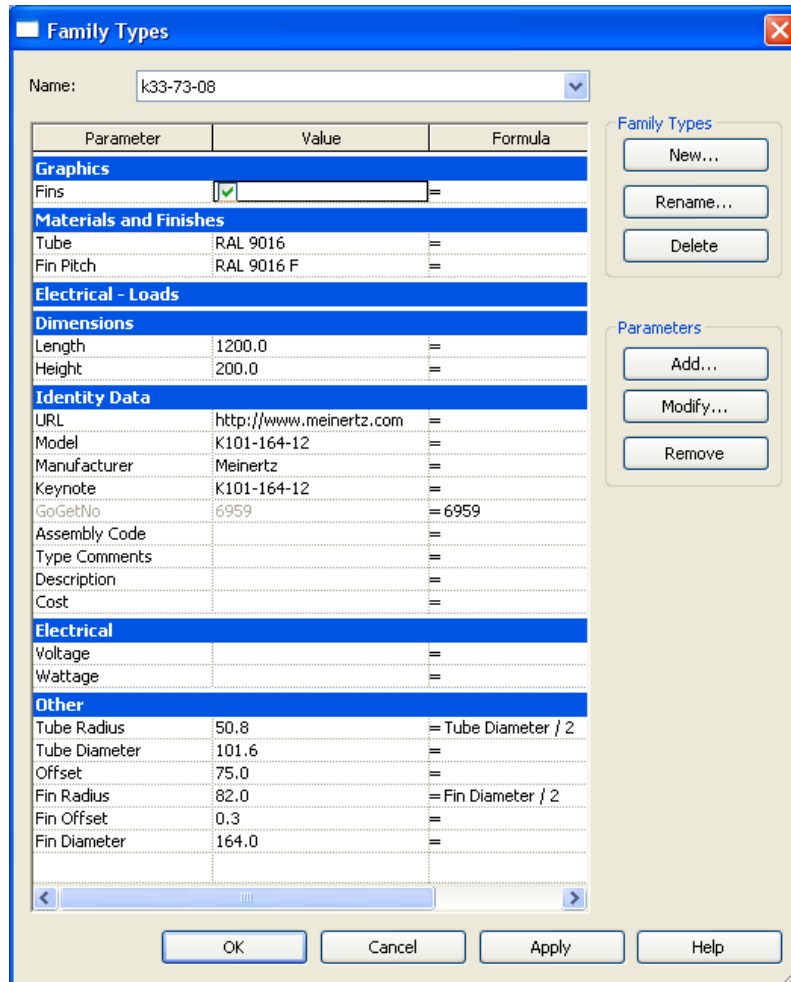 Family Types
Name: k33-73-08
Parameter Value Formula
Graphics
Fins =
Materials and Finishes
Tube RAL 9016 =
Fin Pitch RAL 9016 F =
Electrical - Loads
Dimensions
Length 1200.0 =
Height 200.0 =
Identity Data
URL http://www.meinertz.com =
Model K101-164-12 =
Manufacturer Meinertz =
Keynote K101-164-12 =
GoGetNo 6959 = 6959
Assembly Code =
Type Comments =
Description =
Cost =
Electrical
Voltage =
Wattage =
Other
Tube Radius 50.8 = Tube Diameter / 2
Tube Diameter 101.6 =
Offset 75.0 =
Fin Radius 82.0 = Fin Diameter / 2
Fin Offset 0.3 =
Fin Diameter 164.0 =
Family Types
New...
Rename...
Delete
Parameters
Add...
Modify...
Remove
OK Cancel Apply Help